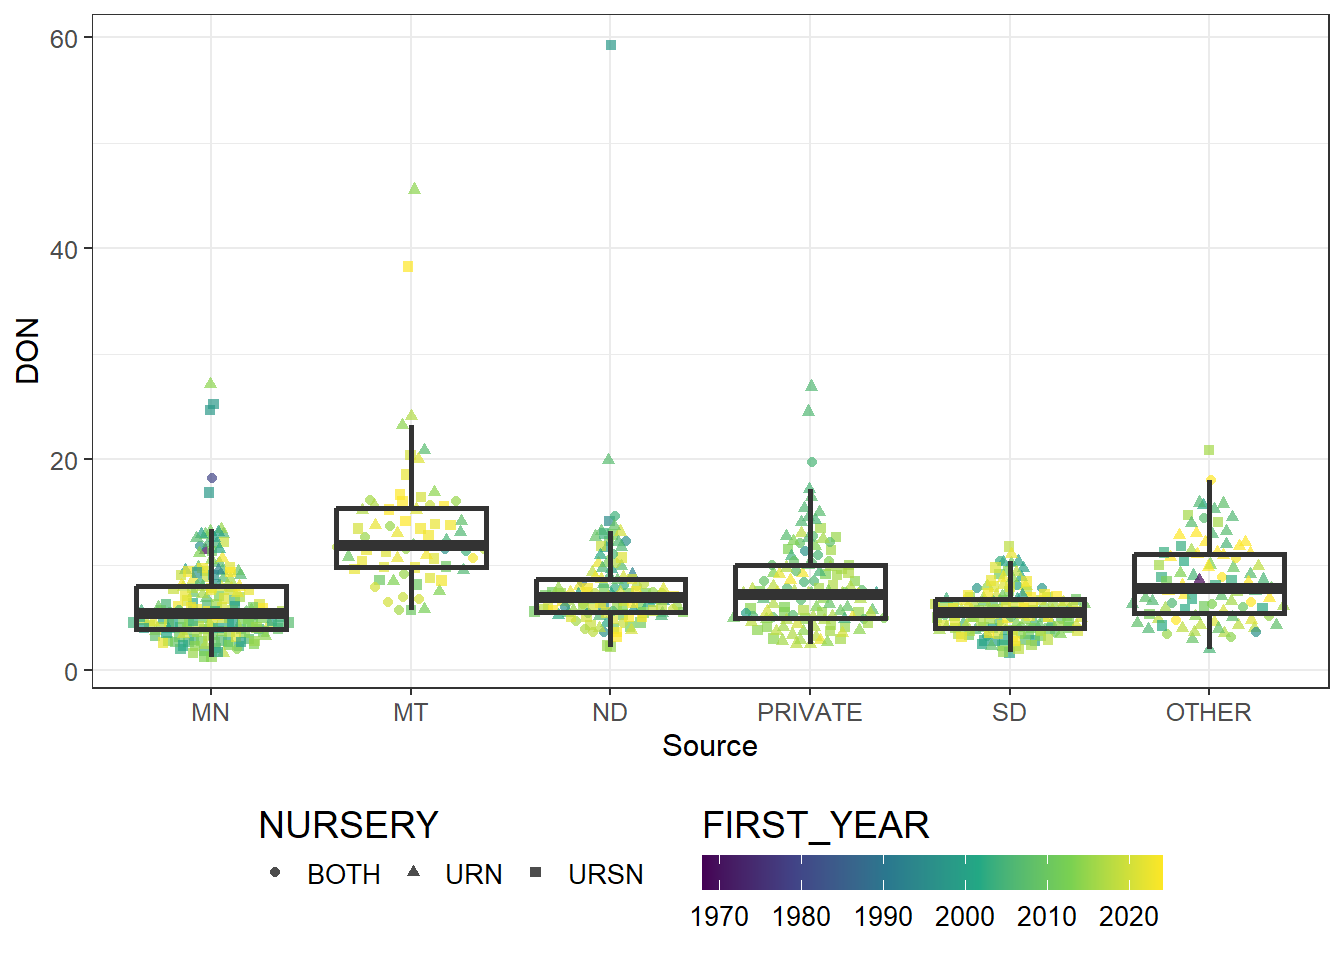 60
40
20
0
DON
MN MT ND PRIVATE SD OTHER
Source
NURSERY
BOTH URN URSN
FIRST_YEAR
1970 1980 1990 2000 2010 2020